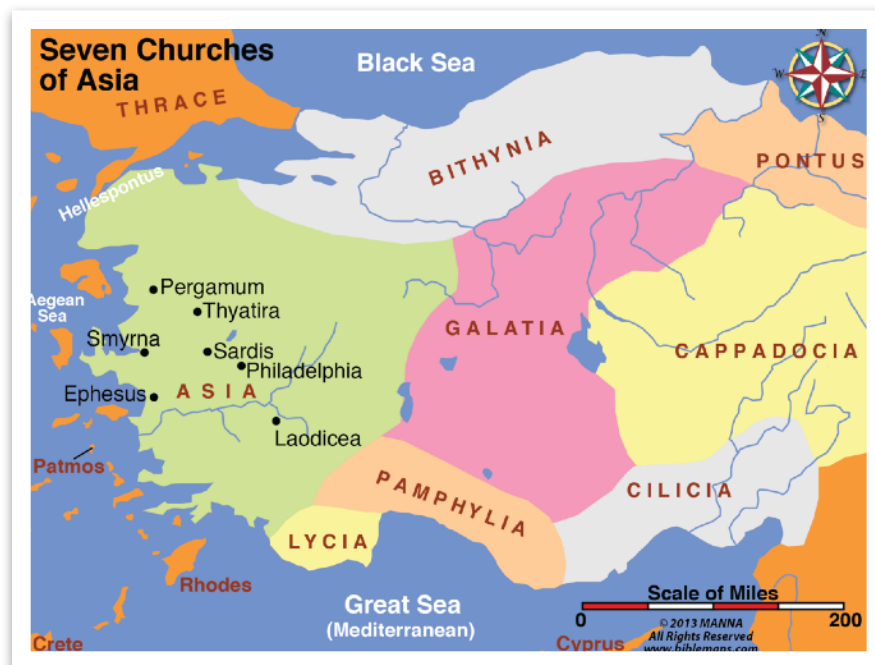 Seven Churches
of Asia
Black Sea
N
W
E
S
THRACE
BITHYNIA
PONTUS
Hellespontus
Pergamum
Aegean
Sea
Thyatira
GALATIA
Smyrna
Sardis
CAPPADOCIA
Philadelphia
Ephesus
ASIA
Laodicea
Patmos
PAMPHYLIA
CILICIA
LYCIA
Rhodes
Great Sea
(Mediterranean)
Scale of Miles
0
200
© 2013 MANNA
All Rights Reserved
www.biblemaps.com
Crete
Cyprus